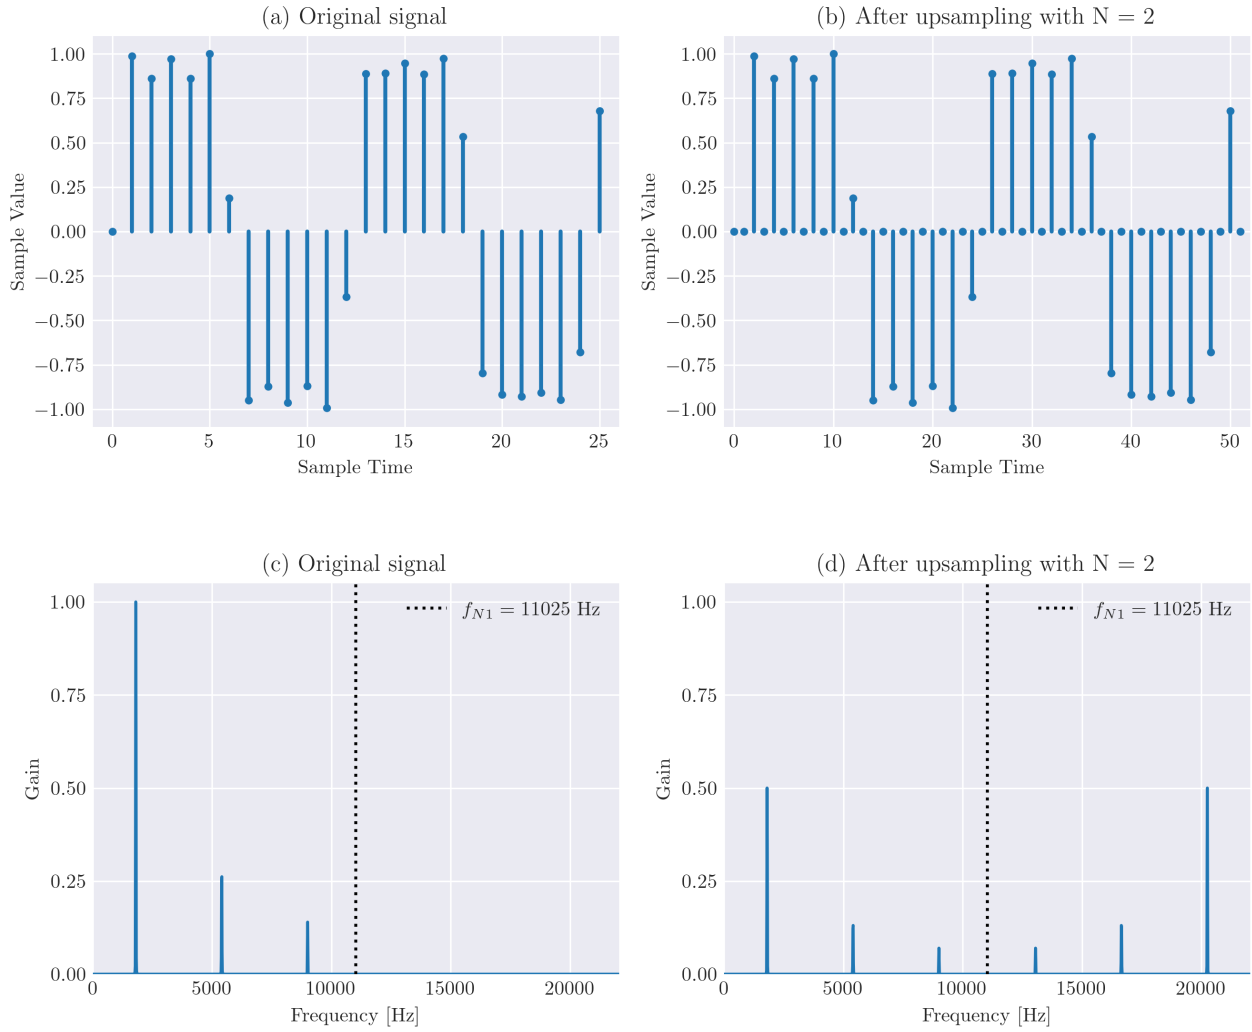 (a) Original signal
1.00
0.75
0.50
0.25
0.00
−0.25
−0.50
−0.75
−1.00
Sample Value
0 5 10 15 20 25
Sample Time
(b) After upsampling with N = 2
1.00
0.75
0.50
0.25
0.00
−0.25
−0.50
−0.75
−1.00
Sample Value
0 10 20 30 40 50
Sample Time
(c) Original signal
f_{N1} = 11025 Hz
1.00
0.75
0.50
0.25
0.00
Gain
0 5000 10000 15000 20000
Frequency [Hz]
(d) After upsampling with N = 2
f_{N1} = 11025 Hz
1.00
0.75
0.50
0.25
0.00
Gain
0 5000 10000 15000 20000
Frequency [Hz]